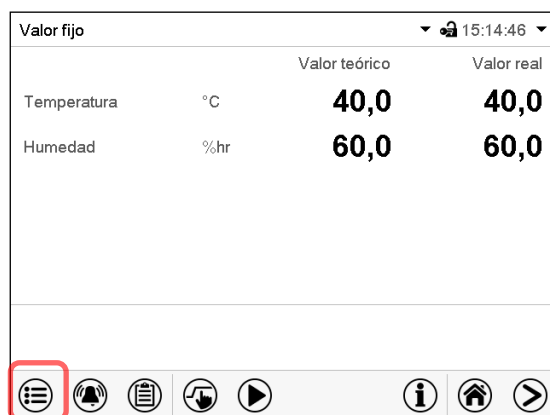 Valor fijo 15:14:46
Valor teórico Valor real
Temperatura °C 40,0 40,0
Humedad %hr 60,0 60,0